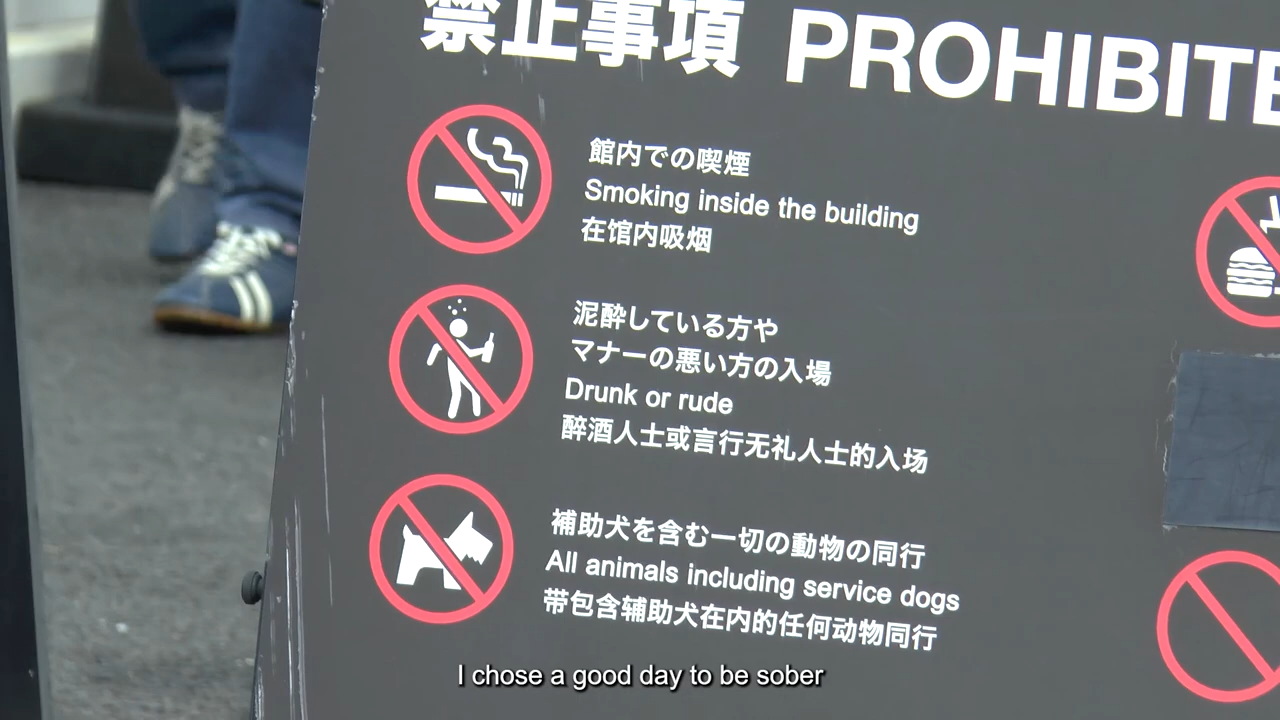 禁止事項 PROHIBITE
館内での喫煙
Smoking inside the building
在馆内吸烟
泥酔している方や
マナーの悪い方の入場
Drunk or rude
醉酒人士或言行无礼人士的入场
補助犬を含む一切の動物の同行
All animals including service dogs
带包含辅助犬在内的任何动物同行
I chose a good day to be sober